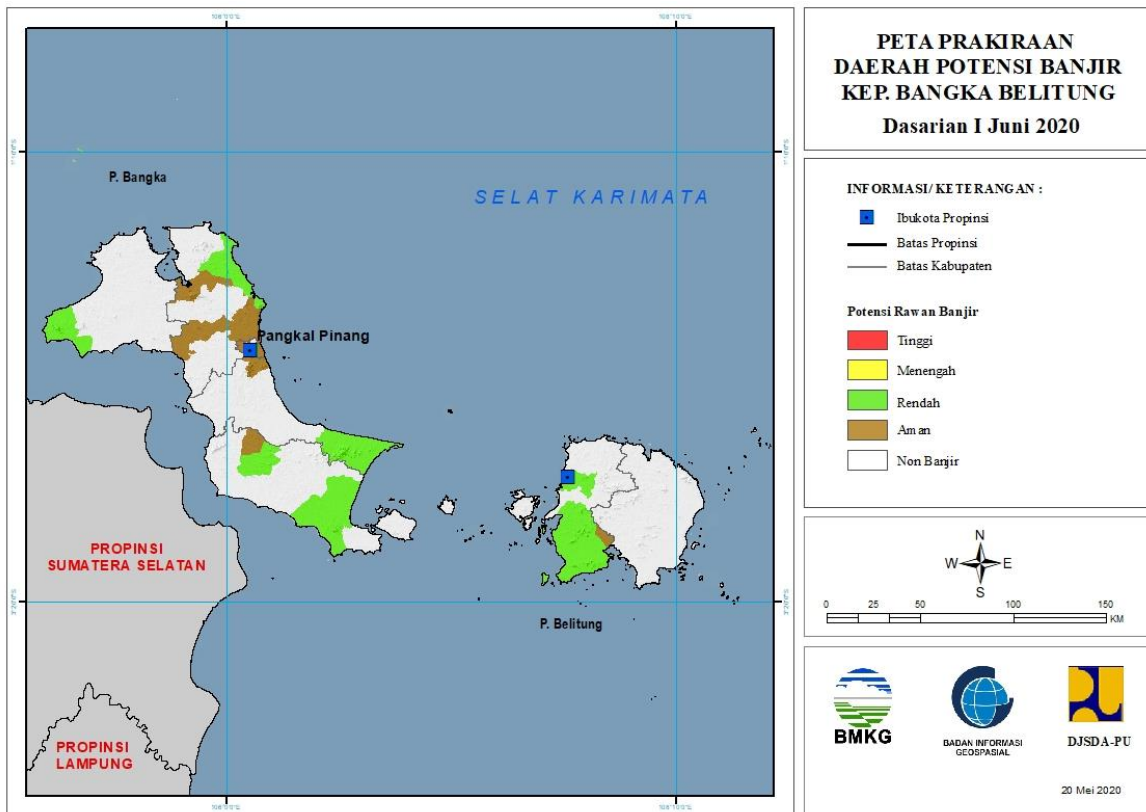 PETA PRAKIRAAN
DAERAH POTENSI BANJIR
KEP. BANGKA BELITUNG
Dasarian I Juni 2020
P. Bangka
SELAT KARIMATA
Pangkal Pinang
PROPINSI
SUMATERA SELATAN
P. Belitung
PROPINSI
LAMPUNG
INFORMASI/KETERANGAN :
Ibukota Propinsi
Batas Propinsi
Batas Kabupaten
Potensi Rawan Banjir
Tinggi
Menengah
Rendah
Aman
Non Banjir
N
W E
S
0 25 50 100 150
KM
BMKG
BADAN INFORMASI
GEOSPASIAL
DJSDA-PU
20 Mei 2020